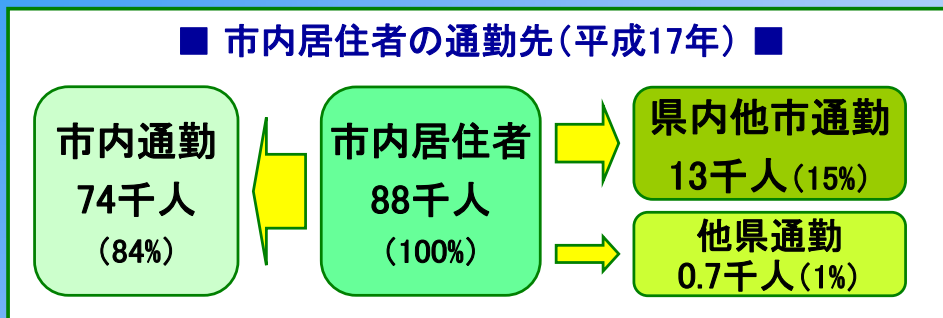 ■ 市内居住者の通勤先(平成17年) ■
市内通勤
74千人
(84%)
市内居住者
88千人
(100%)
県内他市通勤
13千人(15%)
他県通勤
0.7千人(1%)